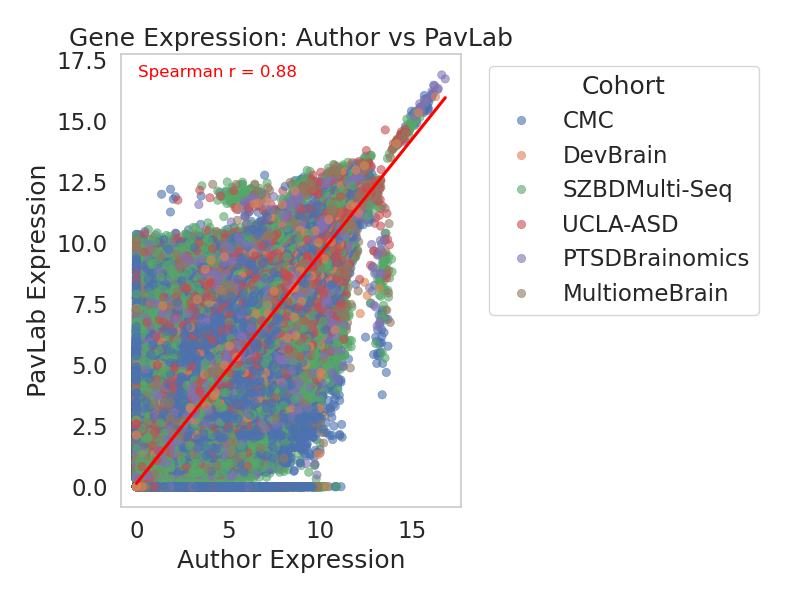 Gene Expression: Author vs PavLab
Spearman r = 0.88
17.5
15.0
12.5
10.0
7.5
5.0
2.5
0.0
PavLab Expression
0
5
10
15
Author Expression
Cohort
CMC
DevBrain
SZBDMulti-Seq
UCLA-ASD
PTSDBrainomics
MultiomeBrain